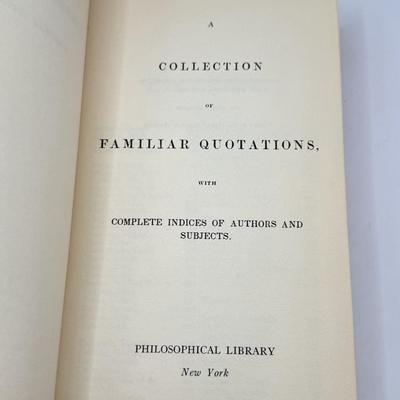 A
COLLECTION
OF
FAMILIAR QUOTATIONS,
WITH
COMPLETE INDICES OF AUTHORS AND
SUBJECTS.
PHILOSOPHICAL LIBRARY
New York